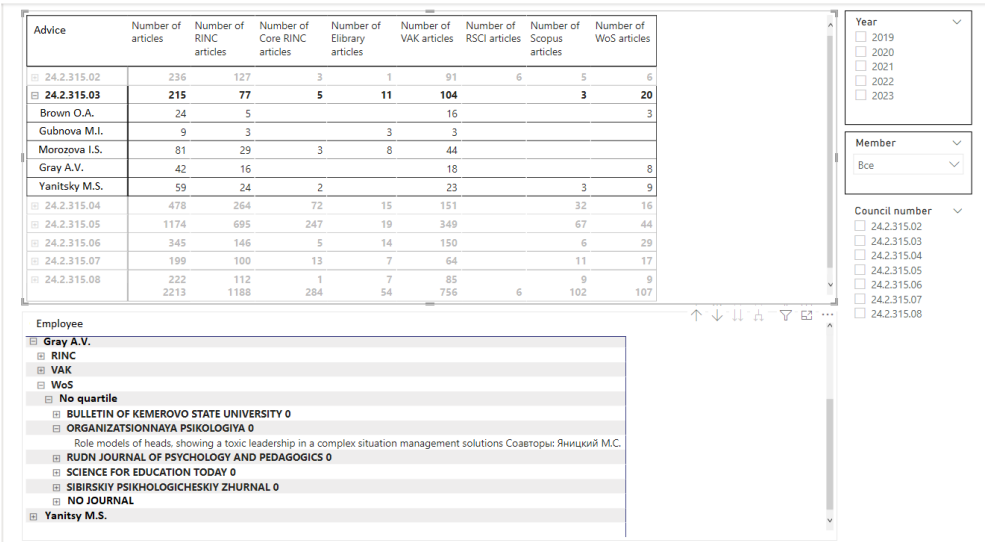 Advice Number of articles Number of RINC articles Number of Core RINC articles Number of Elibrary articles Number of VAK articles Number of RSCI articles Number of Scopus articles Number of WoS articles
24.2.315.02 236 127 3 1 91 6 5 6
24.2.315.03 215 77 5 11 104 3 20
Brown O.A. 24 5 16 3
Gubnova M.I. 9 3 3 3
Morozova I.S. 81 29 3 8 44
Gray A.V. 42 16 18 8
Yanitsky M.S. 59 24 2 23 3 9
24.2.315.04 478 264 72 15 151 32 16
24.2.315.05 1174 695 247 19 349 67 44
24.2.315.06 345 146 5 14 150 6 29
24.2.315.07 199 100 13 7 64 11 17
24.2.315.08 222 112 1 7 85 9 9
2213 1188 284 54 756 6 102 107
Year
2019
2020
2021
2022
2023
Member
Все
Council number
24.2.315.02
24.2.315.03
24.2.315.04
24.2.315.05
24.2.315.06
24.2.315.07
24.2.315.08
Employee
Gray A.V.
RINC
VAK
WoS
No quartile
BULLETIN OF KEMEROVO STATE UNIVERSITY 0
ORGANIZATSIONNAYA PSIKOLOGIYA 0
Role models of heads, showing a toxic leadership in a complex situation management solutions Соавторы: Яницкий М.С.
RUDN JOURNAL OF PSYCHOLOGY AND PEDAGOGICS 0
SCIENCE FOR EDUCATION TODAY 0
SIBIRSKIY PSIKHOLOGICHESKIY ZHURNAL 0
NO JOURNAL
Yanitsy M.S.